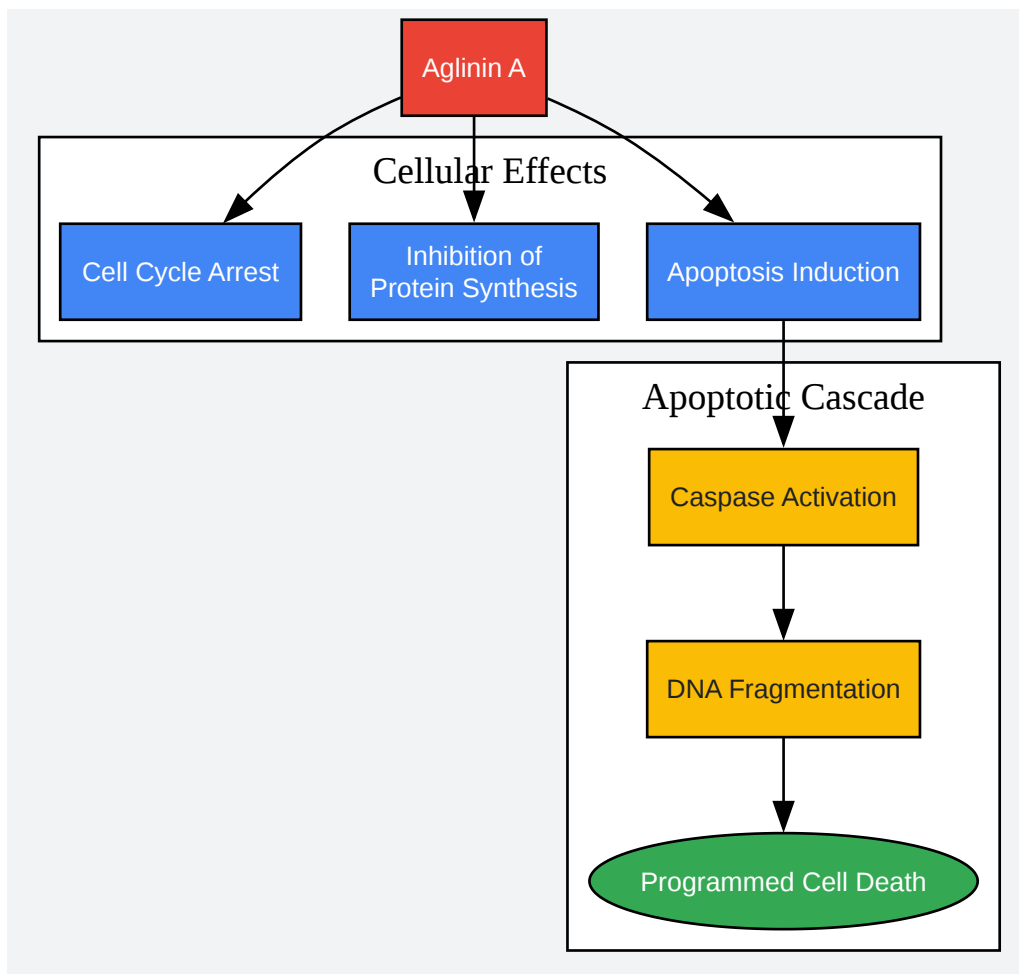 Aglinin A
Cellular Effects
Cell Cycle Arrest
Inhibition of
Protein Synthesis
Apoptosis Induction
Apoptotic Cascade
Caspase Activation
DNA Fragmentation
Programmed Cell Death